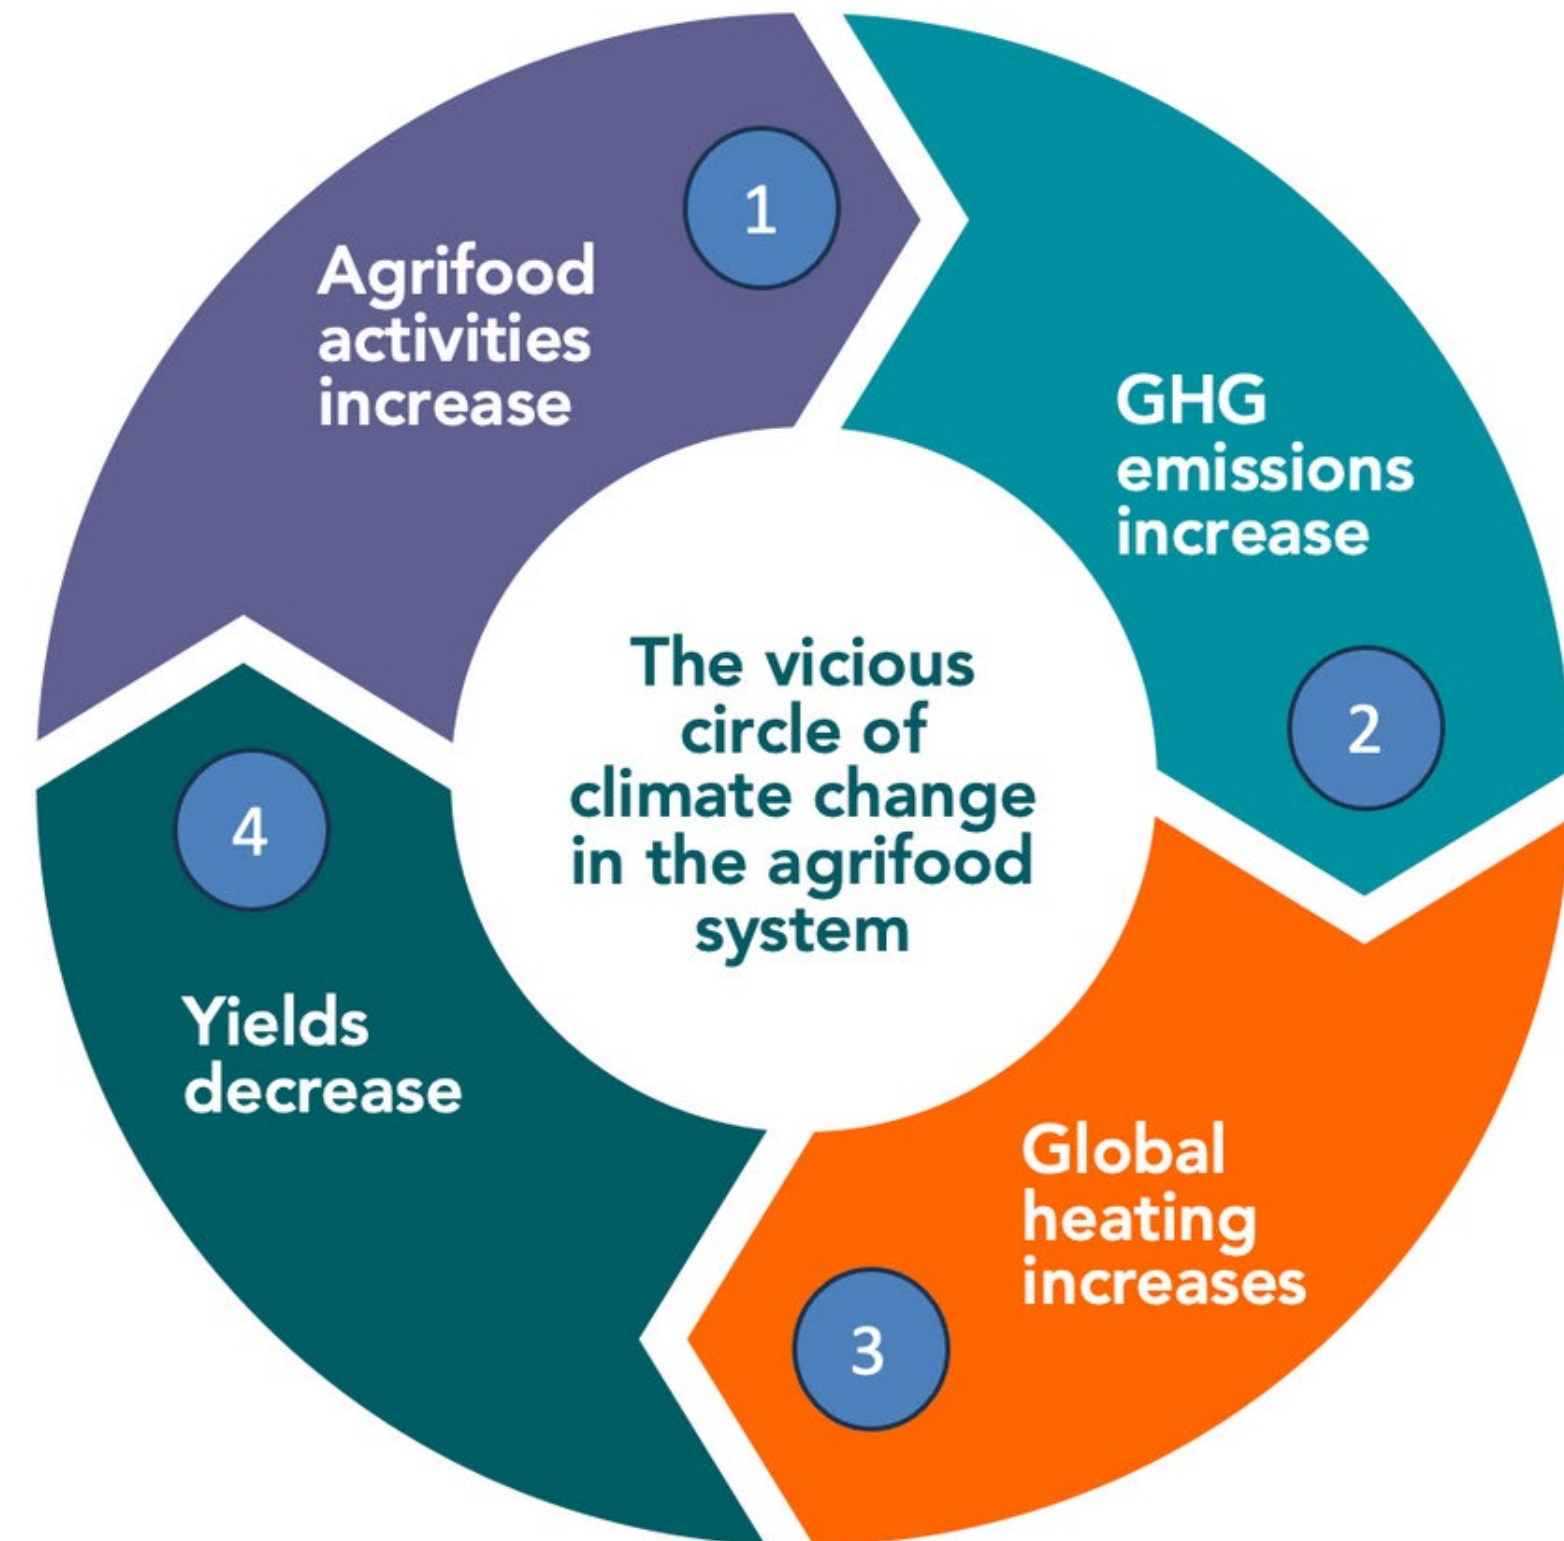 1
Agrifood
activities
increase
2
GHG
emissions
increase
3
Global
heating
increases
4
Yields
decrease
The vicious
circle of
climate change
in the agrifood
system